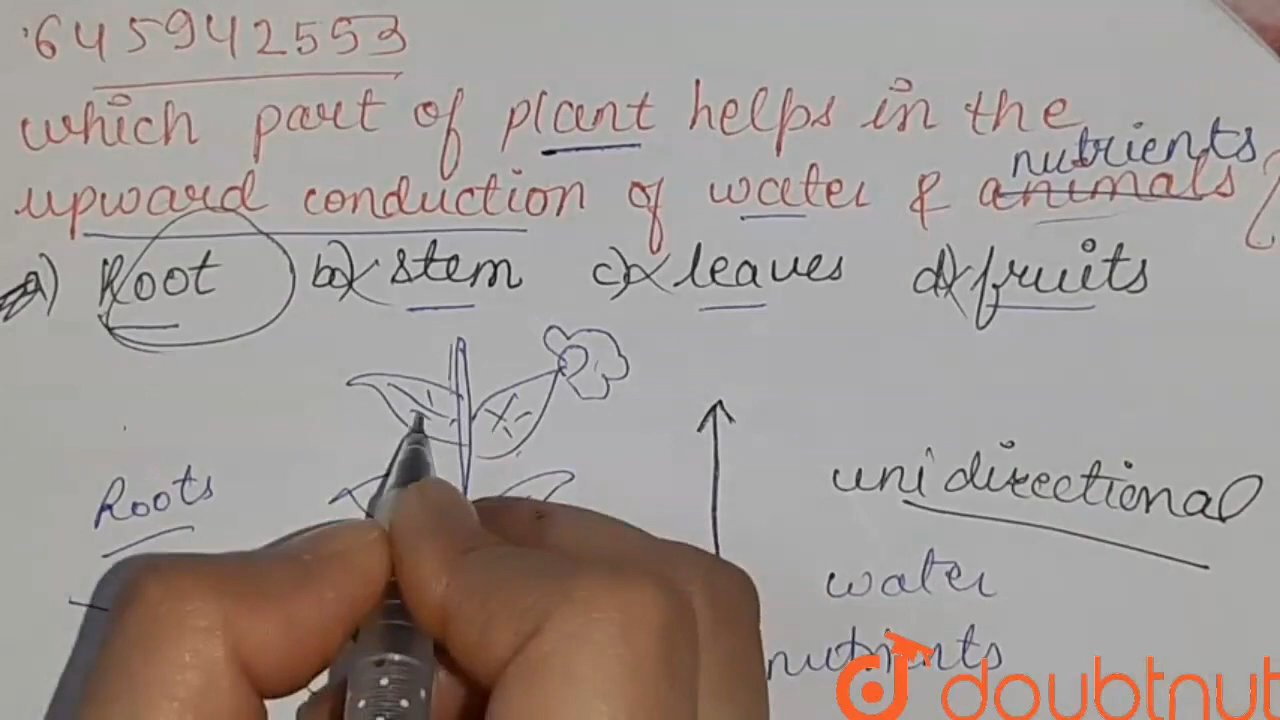 645942553
which part of plant helps in the
nutrients
upward conduction of water & animals ?
a) Root b) stem c) leaves d) fruits
Roots
unidirectional
water
nutrients
doubtnut